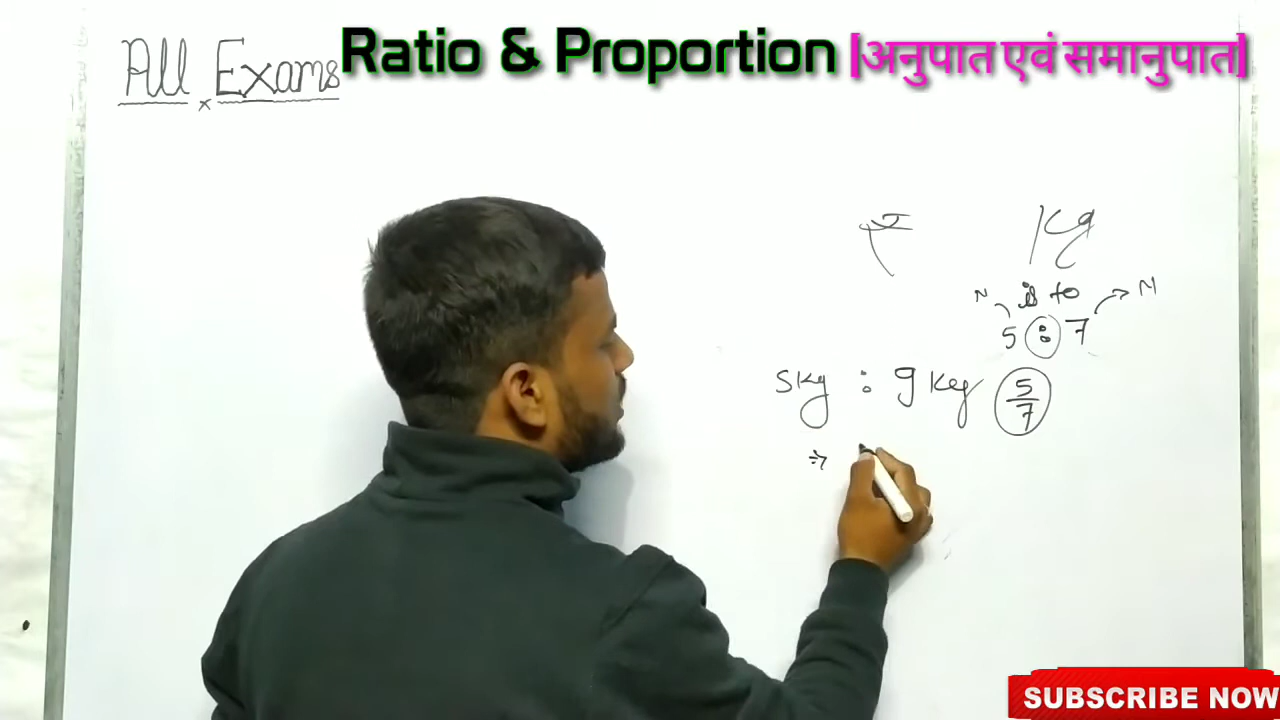 All Exams
Ratio & Proportion [अनुपात एवं समानुपात]
Kg
N is to N
5 : 7
5kg : 9 kg 5/7
SUBSCRIBE NOW